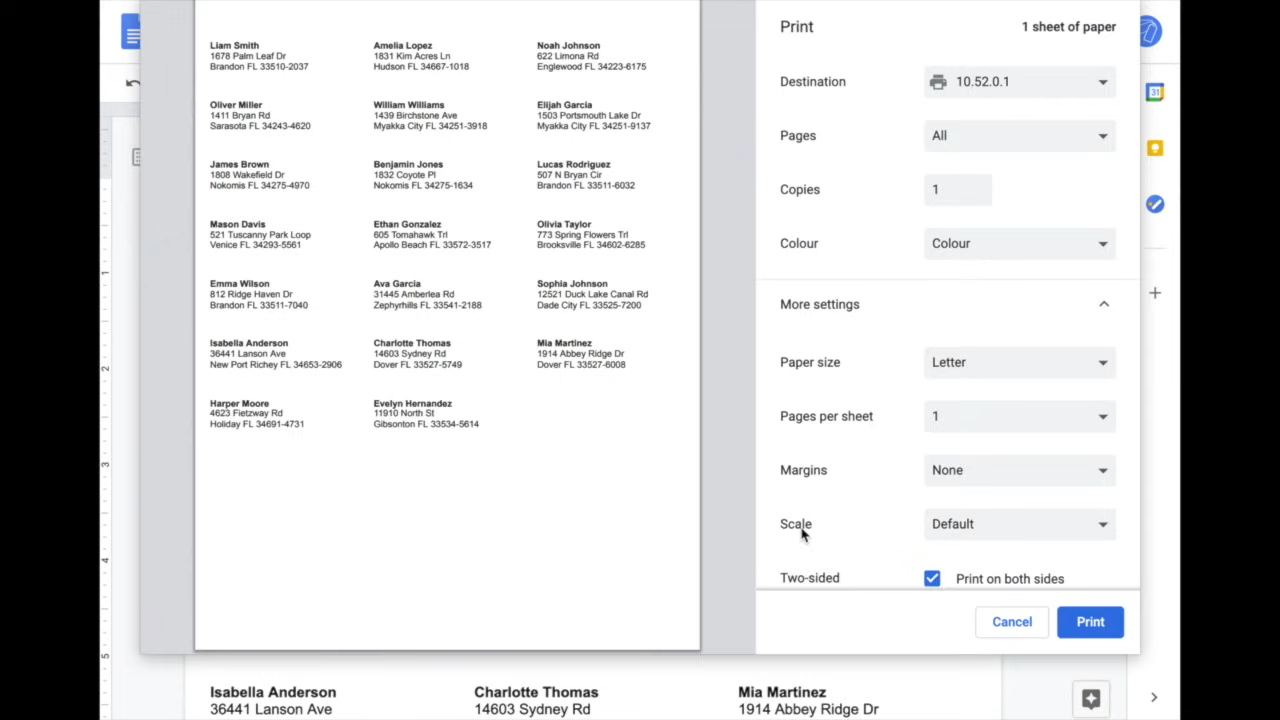 Liam Smith
1678 Palm Leaf Dr
Brandon FL 33510-2037
Amelia Lopez
1831 Kim Acres Ln
Hudson FL 34667-1018
Noah Johnson
622 Limona Rd
Englewood FL 34223-6175
Oliver Miller
1411 Bryan Rd
Sarasota FL 34243-4620
William Williams
1439 Birchstone Ave
Myakka City FL 34251-3918
Elijah Garcia
1503 Portsmouth Lake Dr
Myakka City FL 34251-9137
James Brown
1808 Wakefield Dr
Nokomis FL 34275-4970
Benjamin Jones
1832 Coyote Pl
Nokomis FL 34275-1634
Lucas Rodriguez
507 N Bryan Cir
Brandon FL 33511-6032
Mason Davis
521 Tuscanny Park Loop
Venice FL 34293-5561
Ethan Gonzalez
605 Tomahawk Trl
Apollo Beach FL 33572-3517
Olivia Taylor
773 Spring Flowers Trl
Brooksville FL 34602-6285
Emma Wilson
812 Ridge Haven Dr
Brandon FL 33511-7040
Ava Garcia
31445 Amberlea Rd
Zephyrhills FL 33541-2188
Sophia Johnson
12521 Duck Lake Canal Rd
Dade City FL 33525-7200
Isabella Anderson
36441 Lanson Ave
New Port Richey FL 34653-2906
Charlotte Thomas
14603 Sydney Rd
Dover FL 33527-5749
Mia Martinez
1914 Abbey Ridge Dr
Dover FL 33527-6008
Harper Moore
4623 Fietzway Rd
Holiday FL 34691-4731
Evelyn Hernandez
11910 North St
Gibsonton FL 33534-5614
Print
1 sheet of paper
Destination
10.52.0.1
Pages
All
Copies
1
Colour
Colour
More settings
Paper size
Letter
Pages per sheet
1
Margins
None
Scale
Default
Two-sided
Print on both sides
Cancel
Print
31
1
2
3
4
5
Isabella Anderson
36441 Lanson Ave
Charlotte Thomas
14603 Sydney Rd
Mia Martinez
1914 Abbey Ridge Dr